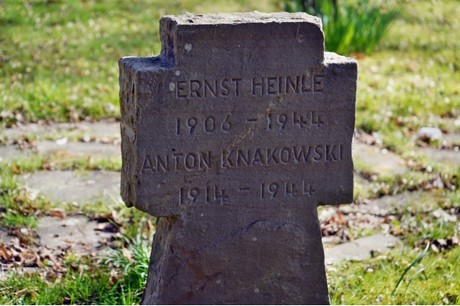 ERNST HEINLE
1906 - 1944
ANTON KNAKOWSKI
1914 - 1944